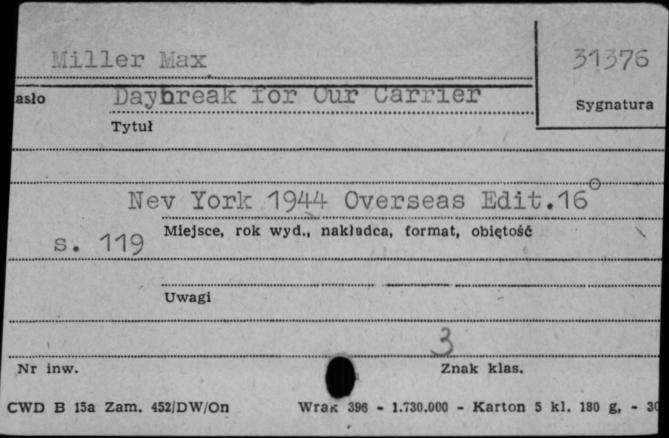 Miller Max
31376
asło
Daybreak for Our Carrier
Sygnatura
Tytuł
Nev York 1944 Overseas Edit.16°
s. 119
Miejsce, rok wyd., nakładca, format, objętość
Uwagi
3
Nr inw.
Znak klas.
CWD B 15a Zam. 452/DW/On
Wrak 396 - 1.730.000 - Karton 5 kl. 180 g, - 30